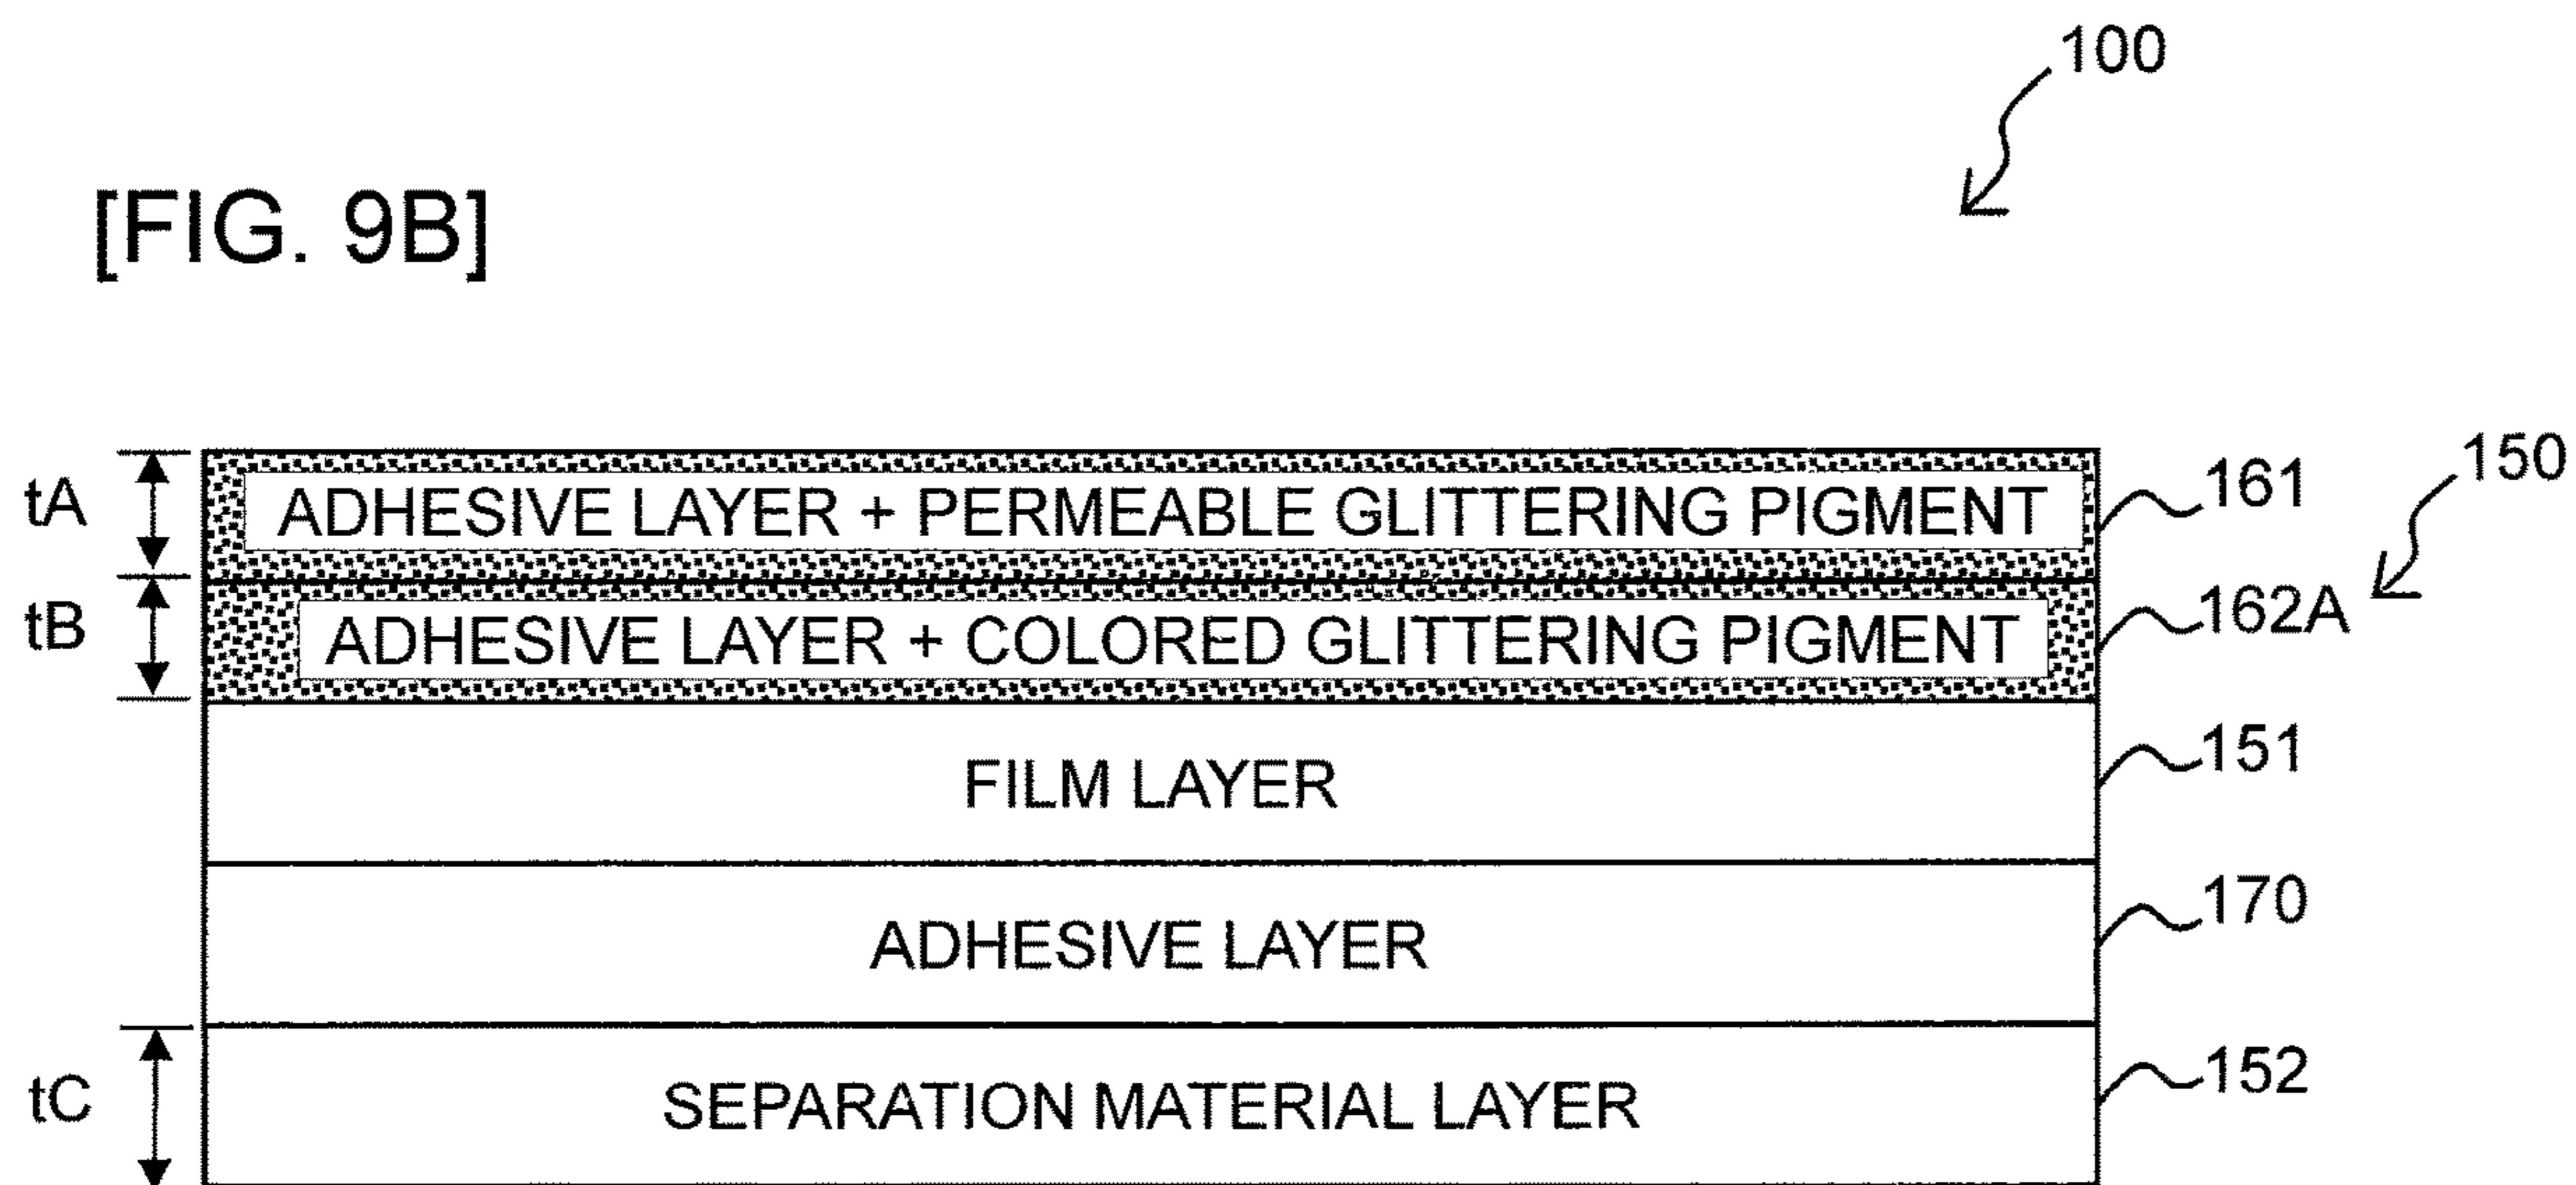 100
[FIG. 9B]
150
tA
ADHESIVE LAYER + PERMEABLE GLITTERING PIGMENT
161
tB
ADHESIVE LAYER + COLORED GLITTERING PIGMENT
162A
FILM LAYER
151
ADHESIVE LAYER
170
tC
SEPARATION MATERIAL LAYER
152